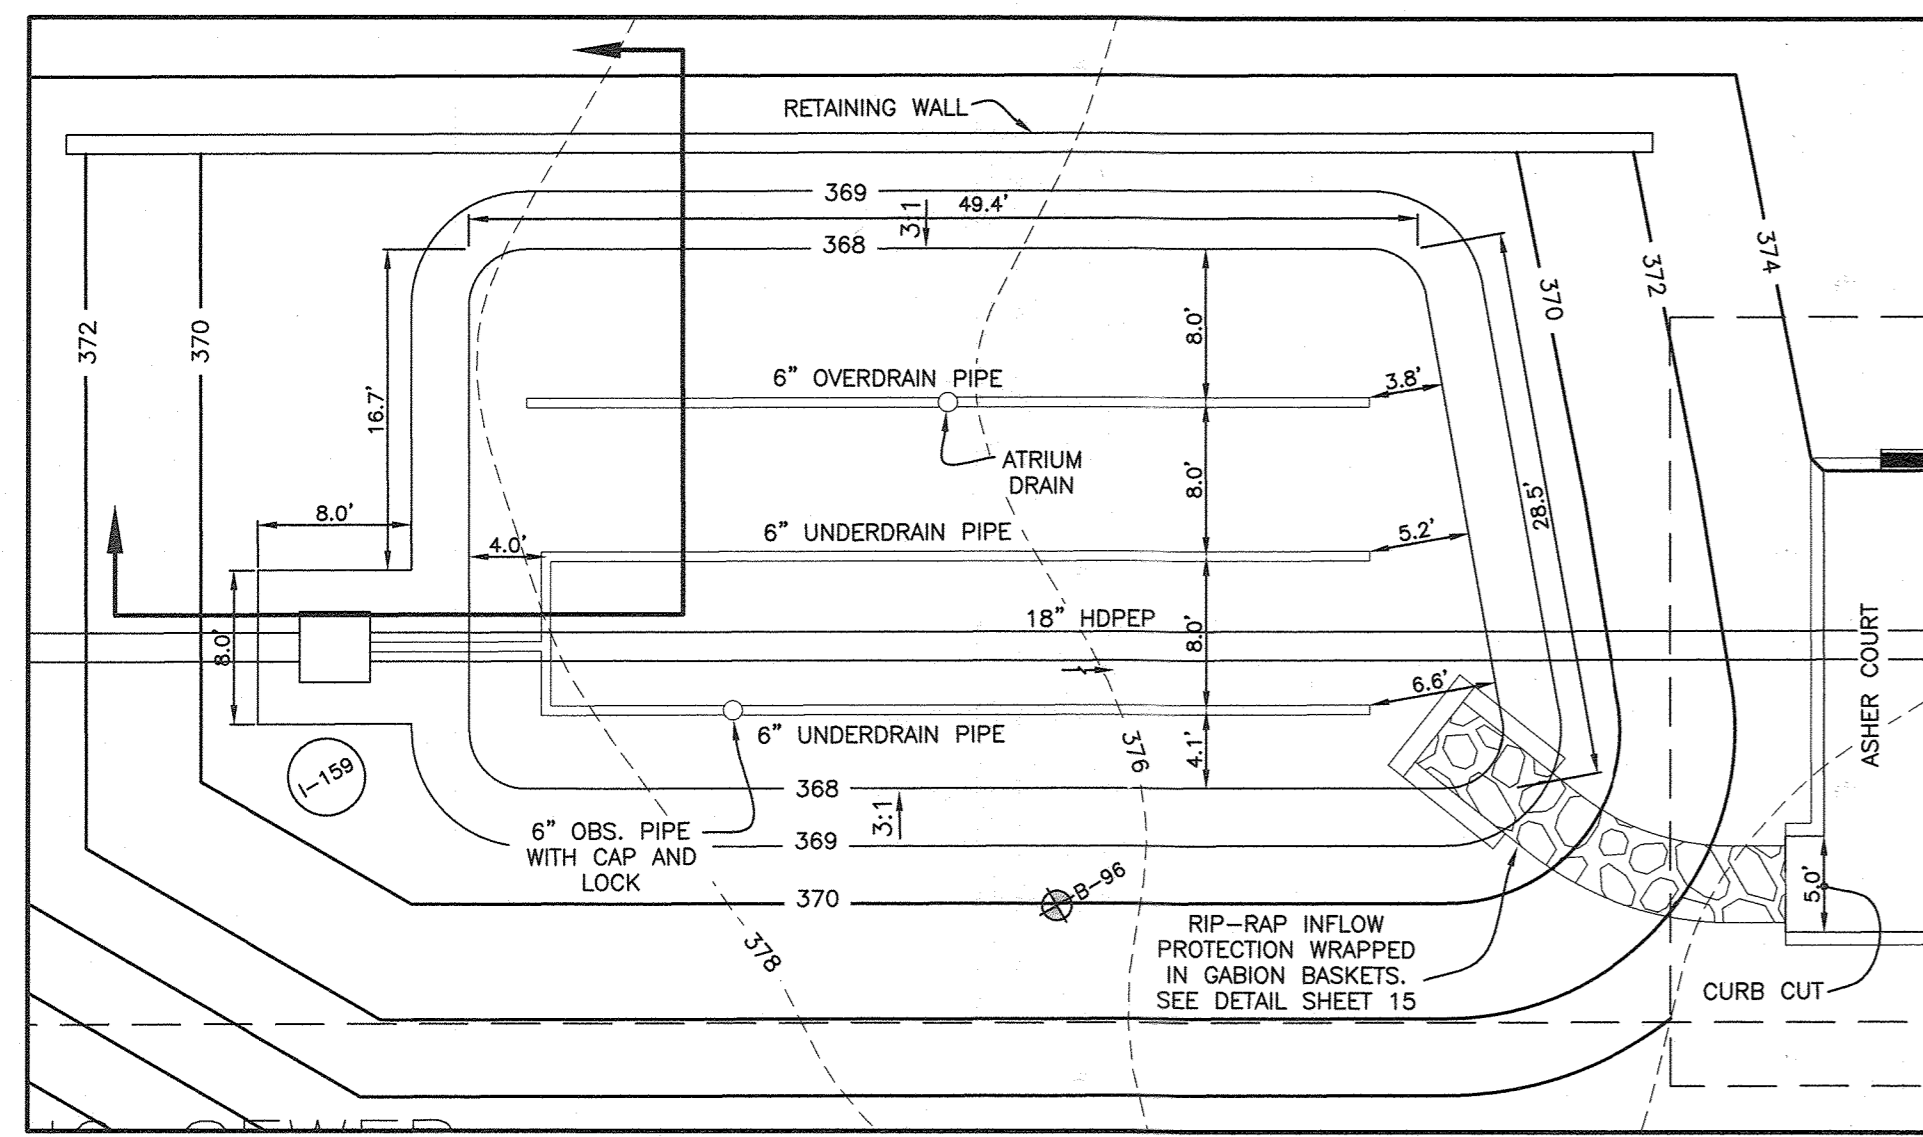 RETAINING WALL
369
49.4'
3:1
368
374
372
370
372
370
8.0'
16.7'
6" OVERDRAIN PIPE
3.8'
ATRIUM
DRAIN
8.0'
28.5'
8.0'
4.0'
6" UNDERDRAIN PIPE
5.2'
8.0'
18" HDPEP
8.0'
6.6'
ASHER COURT
6" UNDERDRAIN PIPE
376
4.1'
I-159
368
3:1
369
6" OBS. PIPE
WITH CAP AND
LOCK
370
B-96
5.0'
378
RIP-RAP INFLOW
PROTECTION WRAPPED
IN GABION BASKETS.
SEE DETAIL SHEET 15
CURB CUT